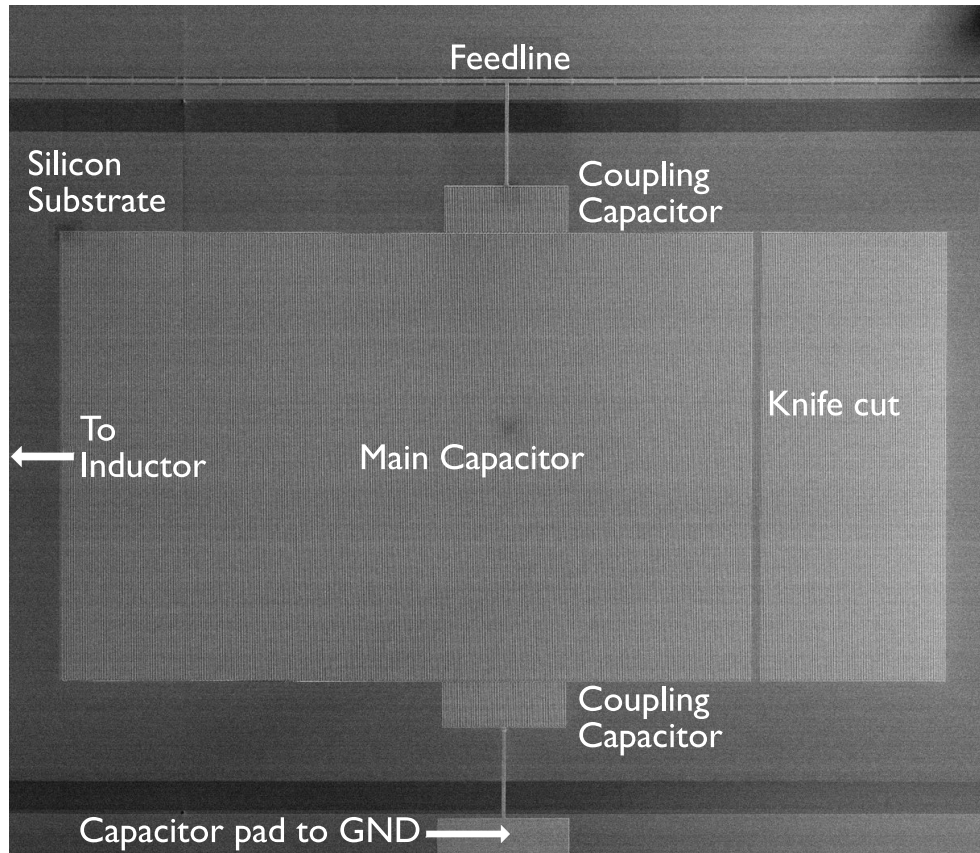 Feedline
Silicon
Substrate
Coupling
Capacitor
Knife cut
To
Inductor
Main Capacitor
Coupling
Capacitor
Capacitor pad to GND